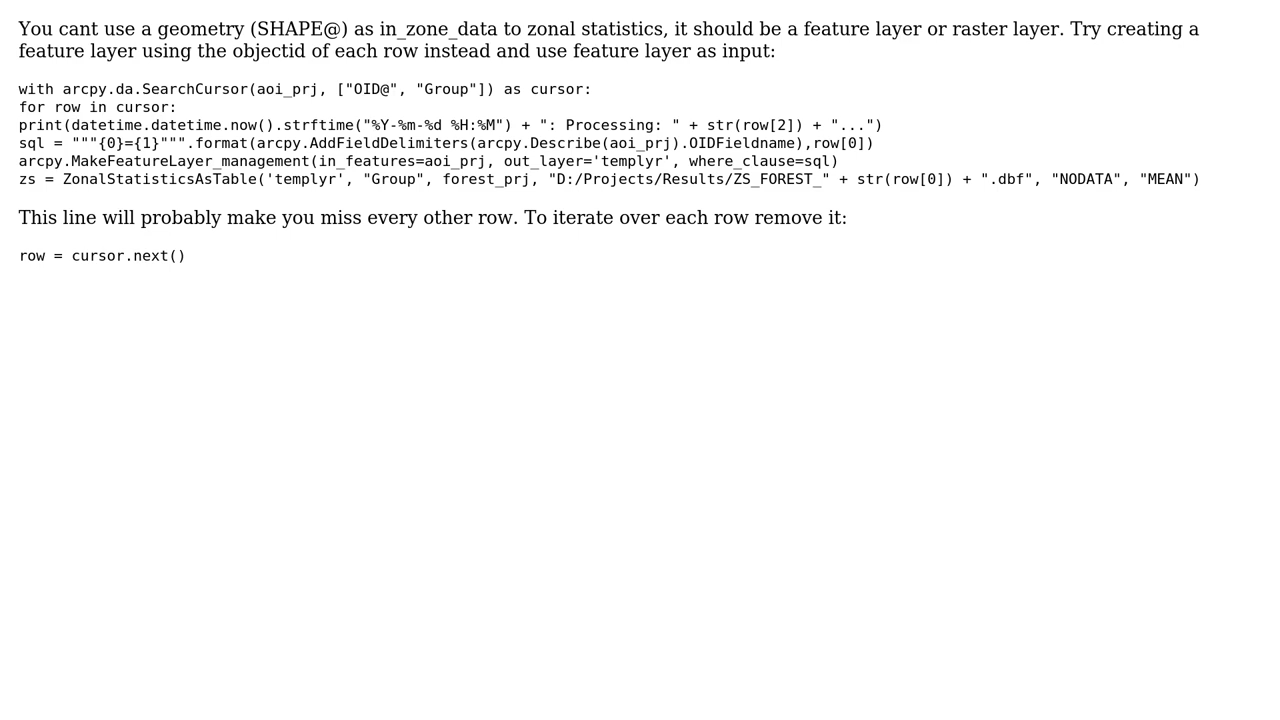 You cant use a geometry (SHAPE@) as in_zone_data to zonal statistics, it should be a feature layer or raster layer. Try creating a
feature layer using the objectid of each row instead and use feature layer as input:
with arcpy.da.SearchCursor(aoi_prj, ["OID@", "Group"]) as cursor:
for row in cursor:
print(datetime.datetime.now().strftime("%Y-%m-%d %H:%M") + ": Processing: " + str(row[2]) + "...")
sql = """{0}={1}""".format(arcpy.AddFieldDelimiters(arcpy.Describe(aoi_prj).OIDFieldname),row[0])
arcpy.MakeFeatureLayer_management(in_features=aoi_prj, out_layer='templyr', where_clause=sql)
zs = ZonalStatisticsAsTable('templyr', "Group", forest_prj, "D:/Projects/Results/ZS_FOREST_" + str(row[0]) + ".dbf", "NODATA", "MEAN")
This line will probably make you miss every other row. To iterate over each row remove it:
row = cursor.next()